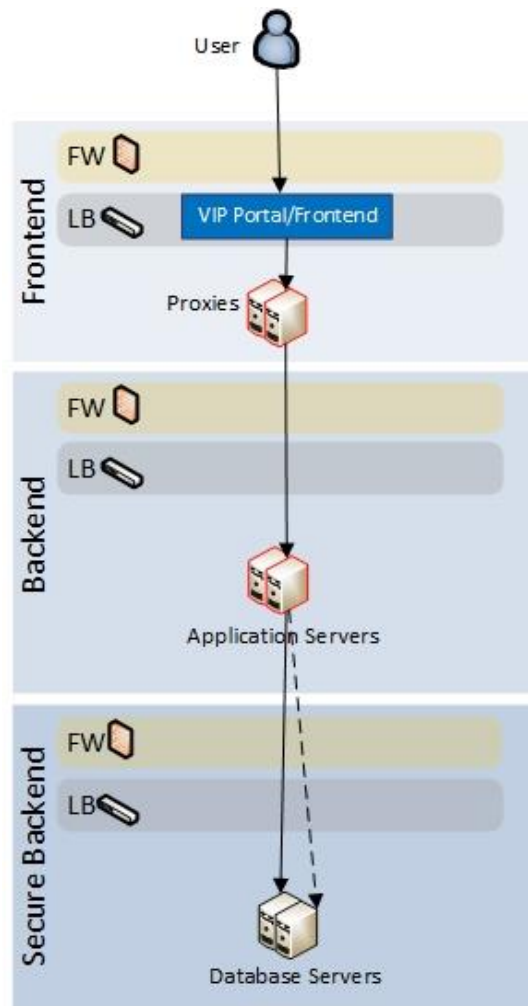 User
Frontend
FW
LB
VIP Portal/Frontend
Proxies
Backend
FW
LB
Application Servers
Secure Backend
FW
LB
Database Servers